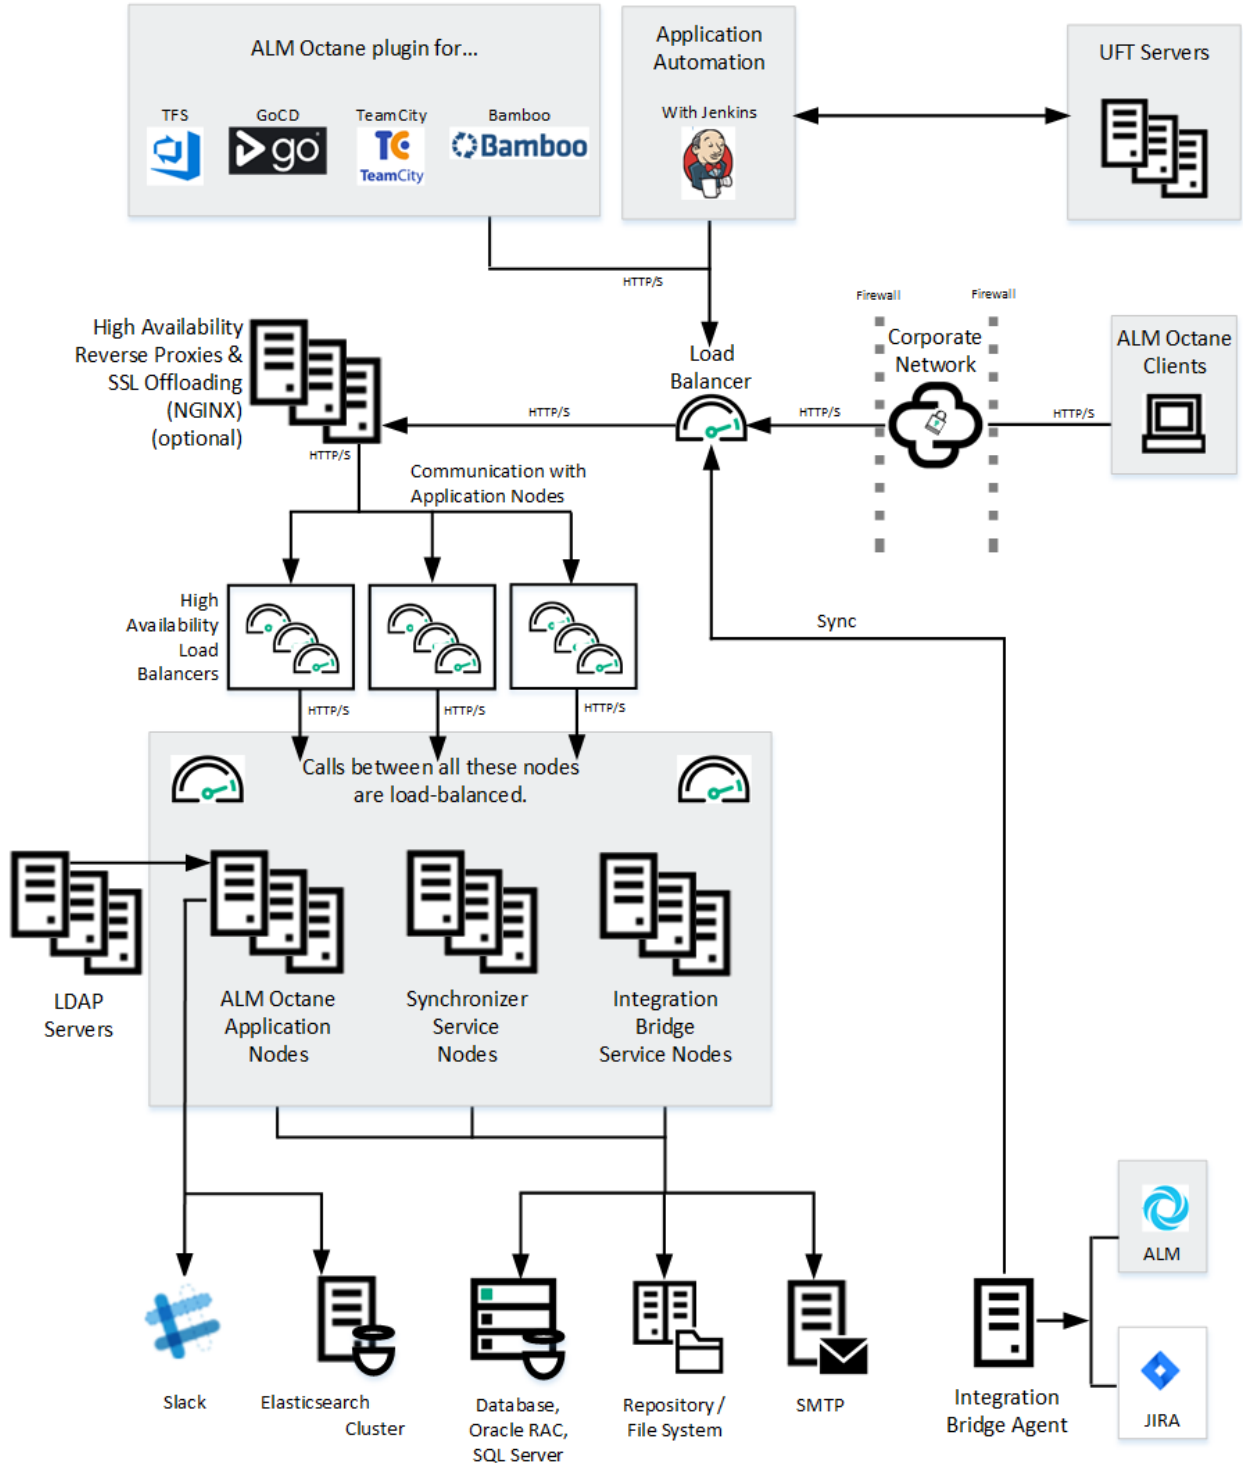 ALM Octane plugin for...
TFS
GoCD
TeamCity
Bamboo
go
TC
TeamCity
Bamboo
Application
Automation
With Jenkins
UFT Servers
HTTP/S
Firewall
Firewall
High Availability
Reverse Proxies &
SSL Offloading
(NGINX)
(optional)
Load
Balancer
Corporate
Network
ALM Octane
Clients
HTTP/S
HTTP/S
HTTP/S
HTTP/S
Communication with
Application Nodes
High
Availability
Load
Balancers
Sync
HTTP/S
HTTP/S
HTTP/S
Calls between all these nodes
are load-balanced.
LDAP
Servers
ALM Octane
Application
Nodes
Synchronizer
Service
Nodes
Integration
Bridge
Service Nodes
ALM
JIRA
Slack
Elasticsearch
Cluster
Database,
Oracle RAC,
SQL Server
Repository /
File System
SMTP
Integration
Bridge Agent